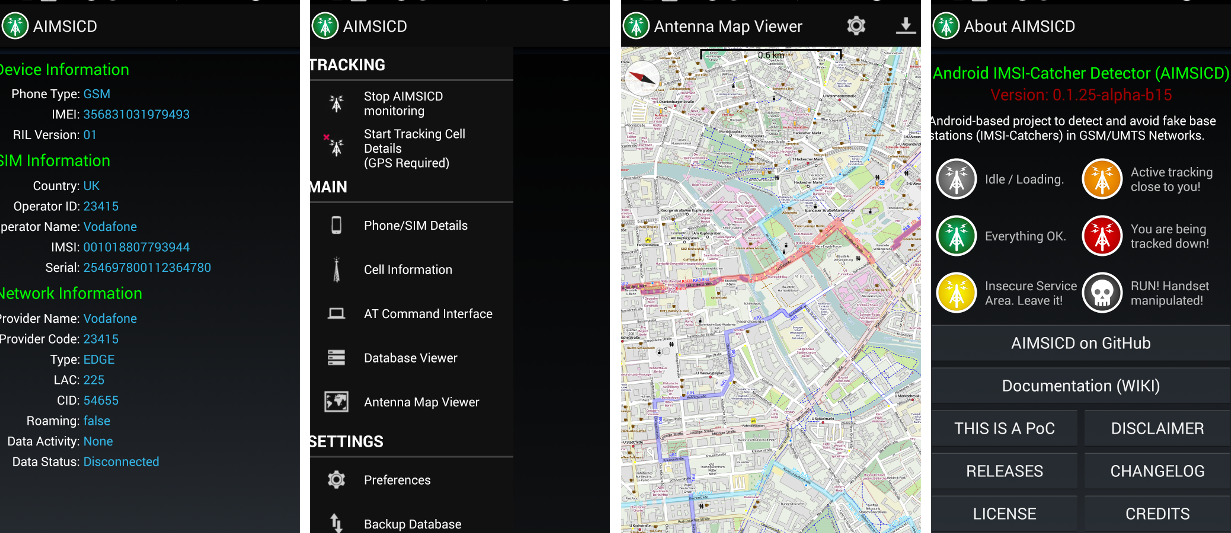 AIMSICD
Device Information
Phone Type: GSM
IMEI: 356831031979493
RIL Version: 01
SIM Information
Country: UK
Operator ID: 23415
perator Name: Vodafone
IMSI: 001018807793944
Serial: 254697800112364780
Network Information
Provider Name: Vodafone
Provider Code: 23415
Type: EDGE
LAC: 225
CID: 54655
Roaming: false
Data Activity: None
Data Status: Disconnected
AIMSICD
TRACKING
Stop AIMSICD
monitoring
Start Tracking Cell
Details
(GPS Required)
MAIN
Phone/SIM Details
Cell Information
AT Command Interface
Database Viewer
Antenna Map Viewer
SETTINGS
Preferences
Backup Database
Antenna Map Viewer
0.6 km
About AIMSICD
Android IMSI-Catcher Detector (AIMSICD)
Version: 0.1.25-alpha-b15
Android-based project to detect and avoid fake base
stations (IMSI-Catchers) in GSM/UMTS Networks.
Idle / Loading.
Active tracking
close to you!
Everything OK.
You are being
tracked down!
Insecure Service
Area. Leave it!
RUN! Handset
manipulated!
AIMSICD on GitHub
Documentation (WIKI)
THIS IS A PoC
DISCLAIMER
RELEASES
CHANGELOG
LICENSE
CREDITS